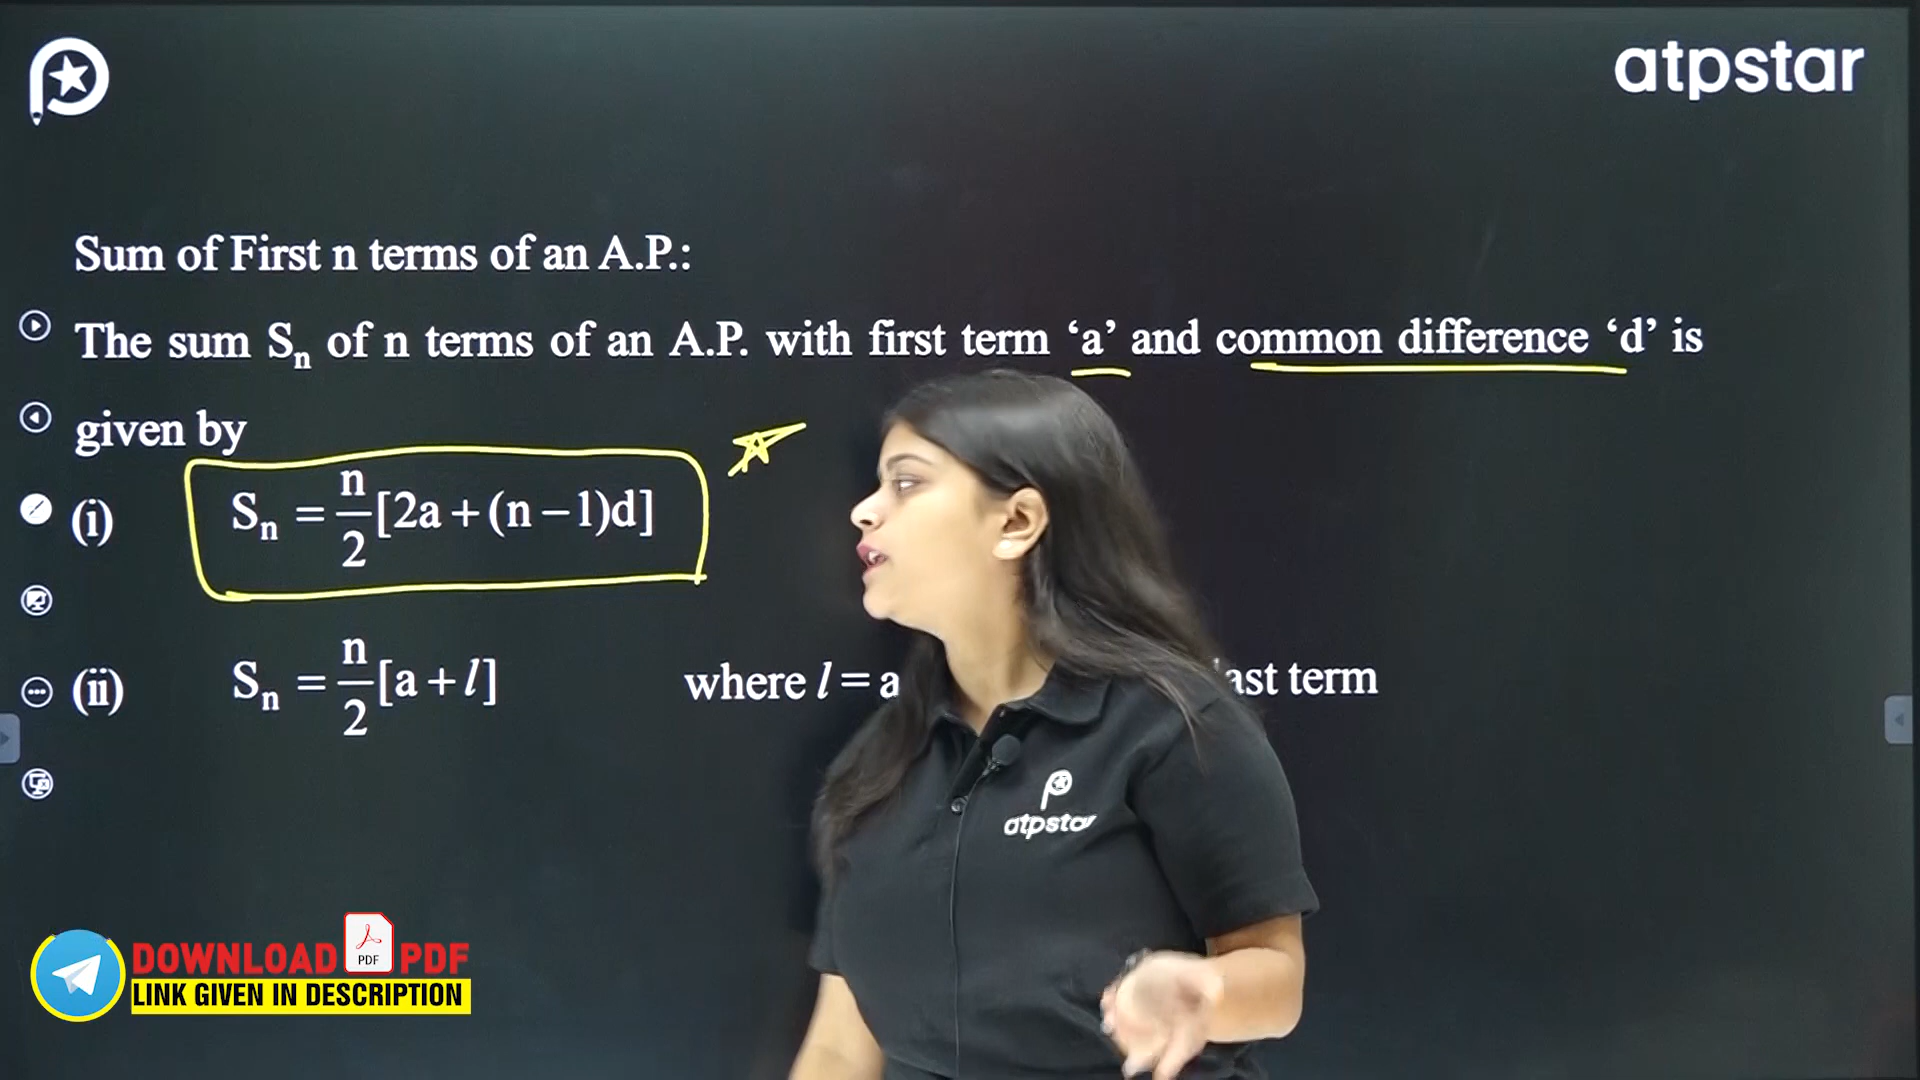 atpstar
Sum of First n terms of an A.P.:
The sum Sₙ of n terms of an A.P. with first term ‘a’ and common difference ‘d’ is
given by
(i) Sₙ = n/2 [2a + (n − 1)d]
(ii) Sₙ = n/2 [a + l] where l = a ast term
atpstar
DOWNLOAD PDF PDF
LINK GIVEN IN DESCRIPTION